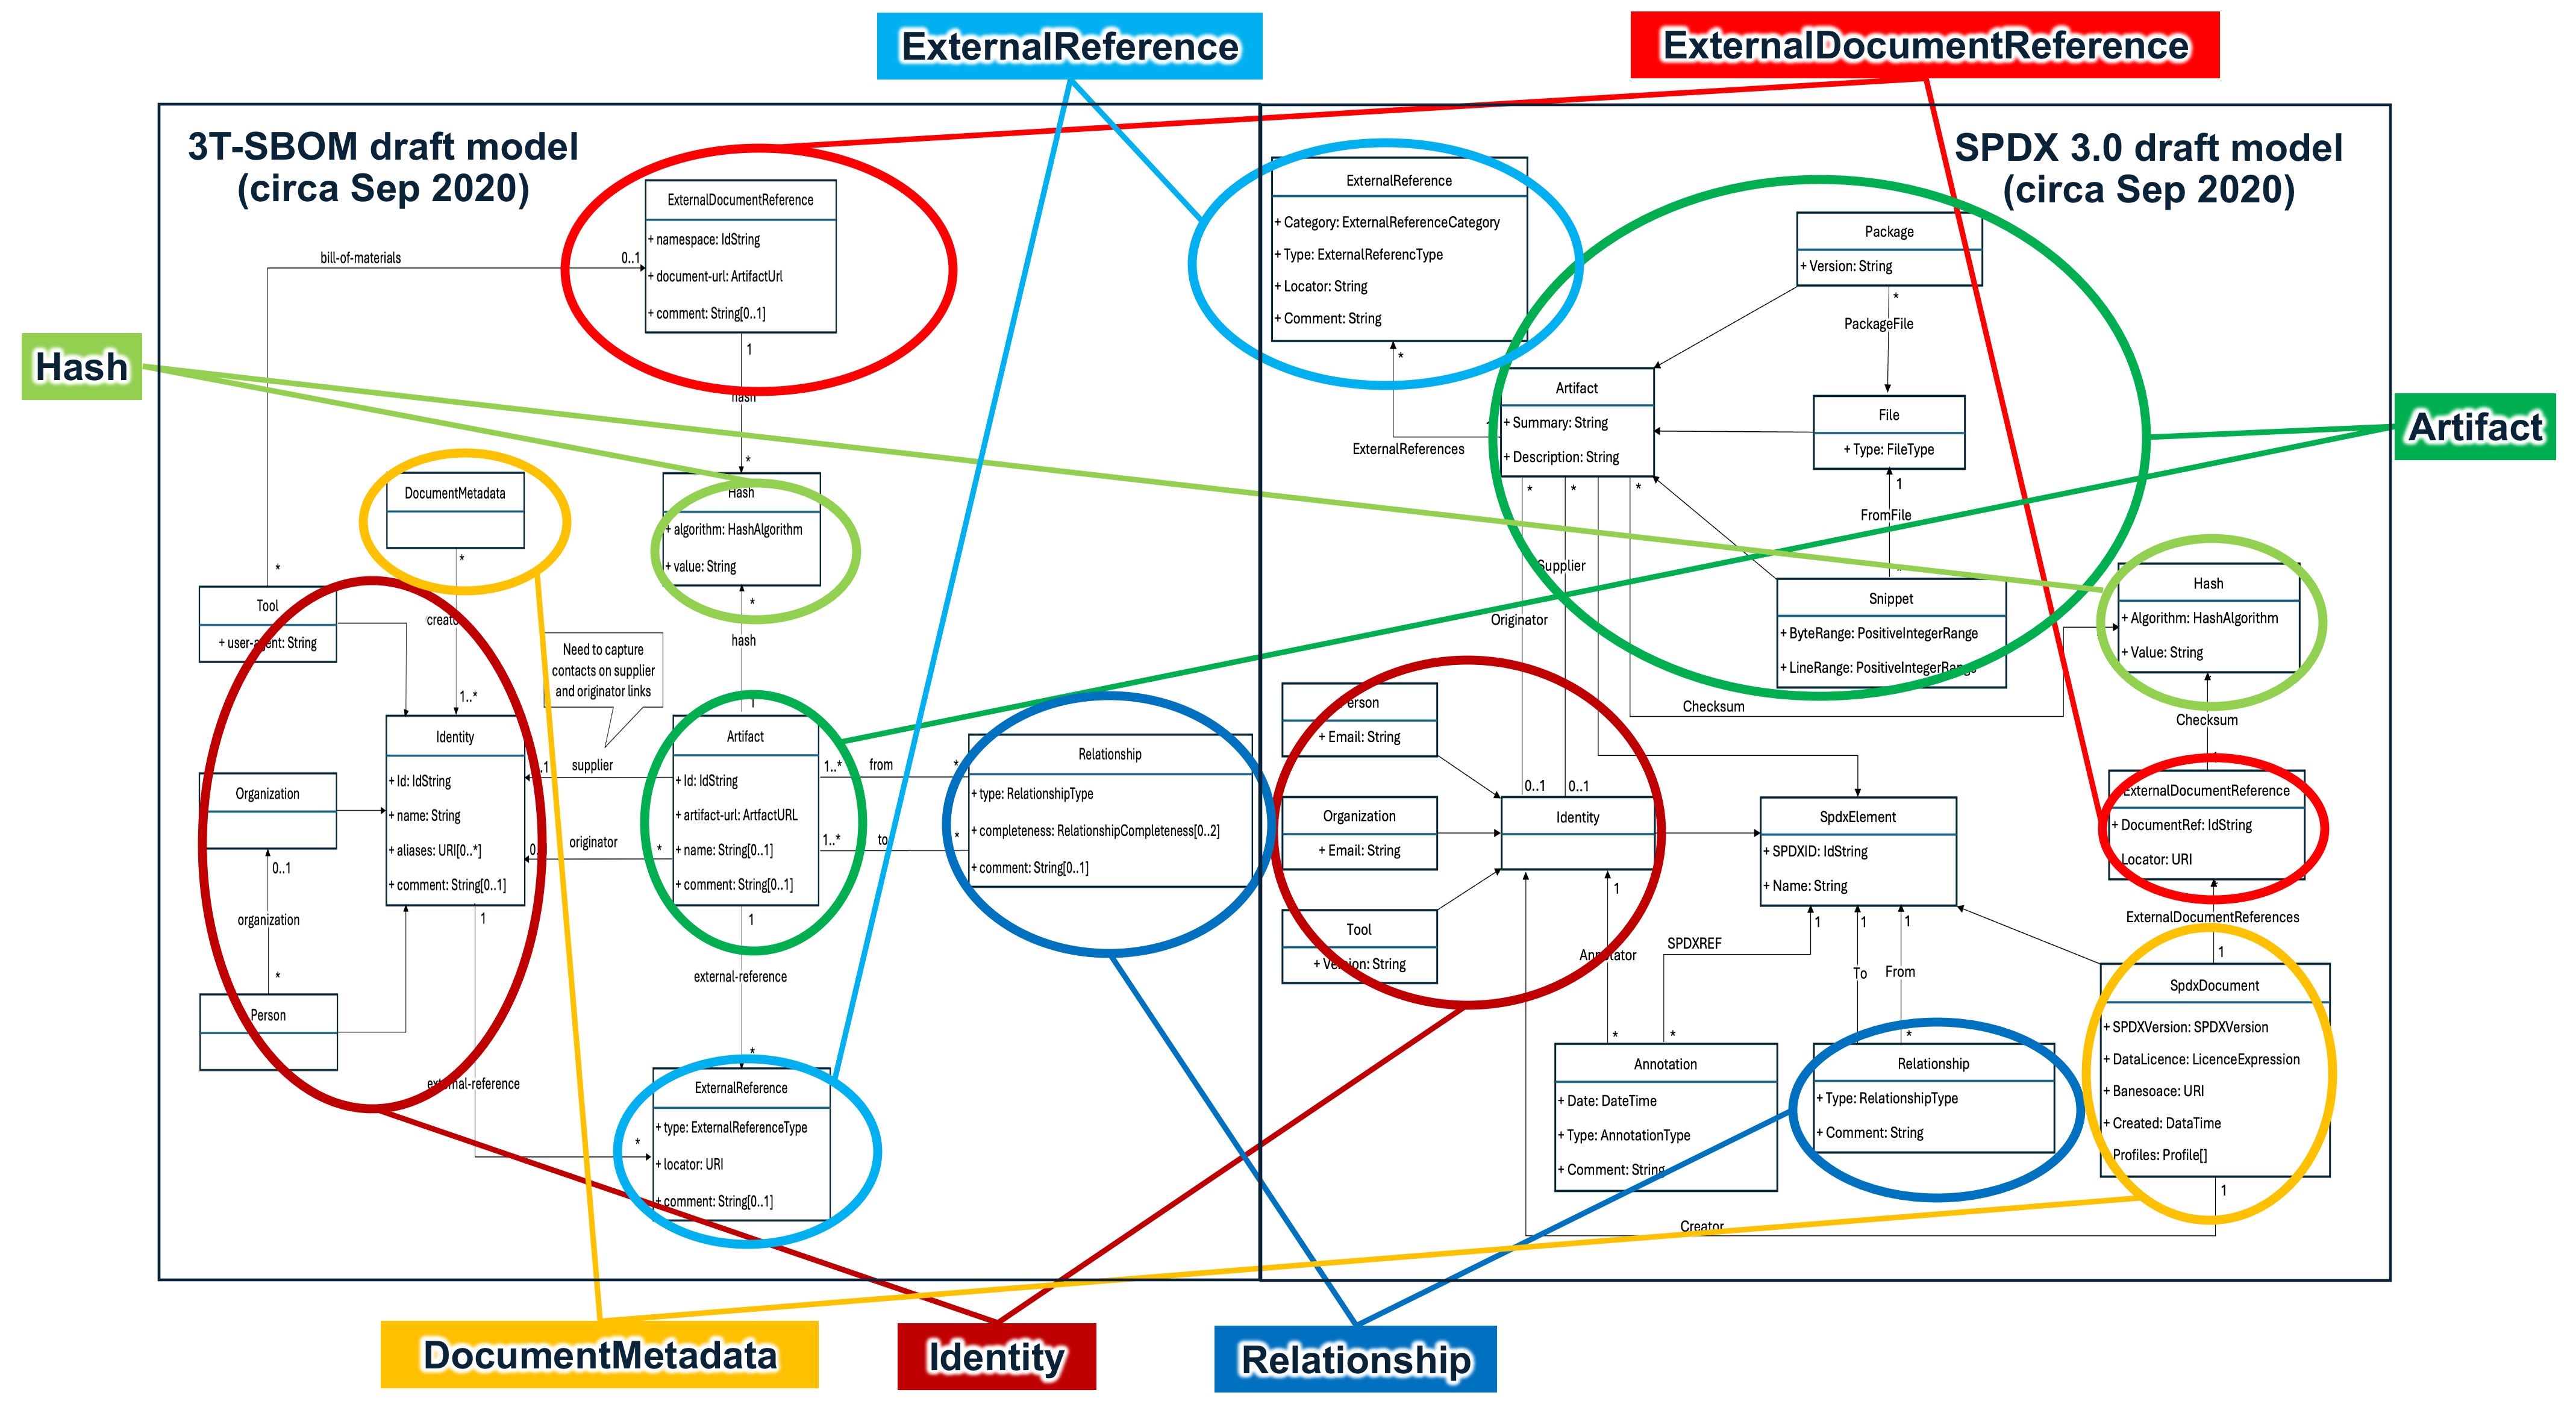 ExternalReference
ExternalDocumentReference
3T-SBOM draft model
(circa Sep 2020)
SPDX 3.0 draft model
(circa Sep 2020)
Hash
Artifact
ExternalDocumentReference
+ namespace: IdString
+ document-url: ArtifactUrl
+ comment: String[0..1]
bill-of-materials
0..1
1
hash
*
DocumentMetadata
*
Hash
+ algorithm: HashAlgorithm
+ value: String
*
hash
1
*
Tool
+ user-agent: String
creator
1..*
Need to capture
contacts on supplier
and originator links
Identity
+ Id: IdString
+ name: String
+ aliases: URI[0..*]
+ comment: String[0..1]
supplier
originator
*
Artifact
+ Id: IdString
+ artifact-url: ArtfactURL
+ name: String[0..1]
+ comment: String[0..1]
1..*
from
*
1..*
to
*
Relationship
+ type: RelationshipType
+ completeness: RelationshipCompleteness[0..2]
+ comment: String[0..1]
Organization
0..1
organization
*
Person
1
external-reference
*
1
external-reference
*
ExternalReference
+ type: ExternalReferenceType
+ locator: URI
+ comment: String[0..1]
ExternalReference
+ Category: ExternalReferenceCategory
+ Type: ExternalReferencType
+ Locator: String
+ Comment: String
*
ExternalReferences
Package
+ Version: String
*
PackageFile
Artifact
+ Summary: String
+ Description: String
File
+ Type: FileType
1
FromFile
*
*
*
Supplier
Originator
Snippet
+ ByteRange: PositiveIntegerRange
+ LineRange: PositiveIntegerRange
Checksum
Hash
+ Algorithm: HashAlgorithm
+ Value: String
Checksum
Person
+ Email: String
Organization
+ Email: String
Tool
+ Version: String
0..1
0..1
Identity
SpdxElement
+ SPDXID: IdString
+ Name: String
ExternalDocumentReference
+ DocumentRef: IdString
Locator: URI
ExternalDocumentReferences
1
1
Annotator
*
SPDXREF
1
*
1
To
1
From
*
Annotation
+ Date: DateTime
+ Type: AnnotationType
+ Comment: String
Relationship
+ Type: RelationshipType
+ Comment: String
SpdxDocument
+ SPDXVersion: SPDXVersion
+ DataLicence: LicenceExpression
+ Banesoace: URI
+ Created: DataTime
Profiles: Profile[]
1
Creator
DocumentMetadata
Identity
Relationship